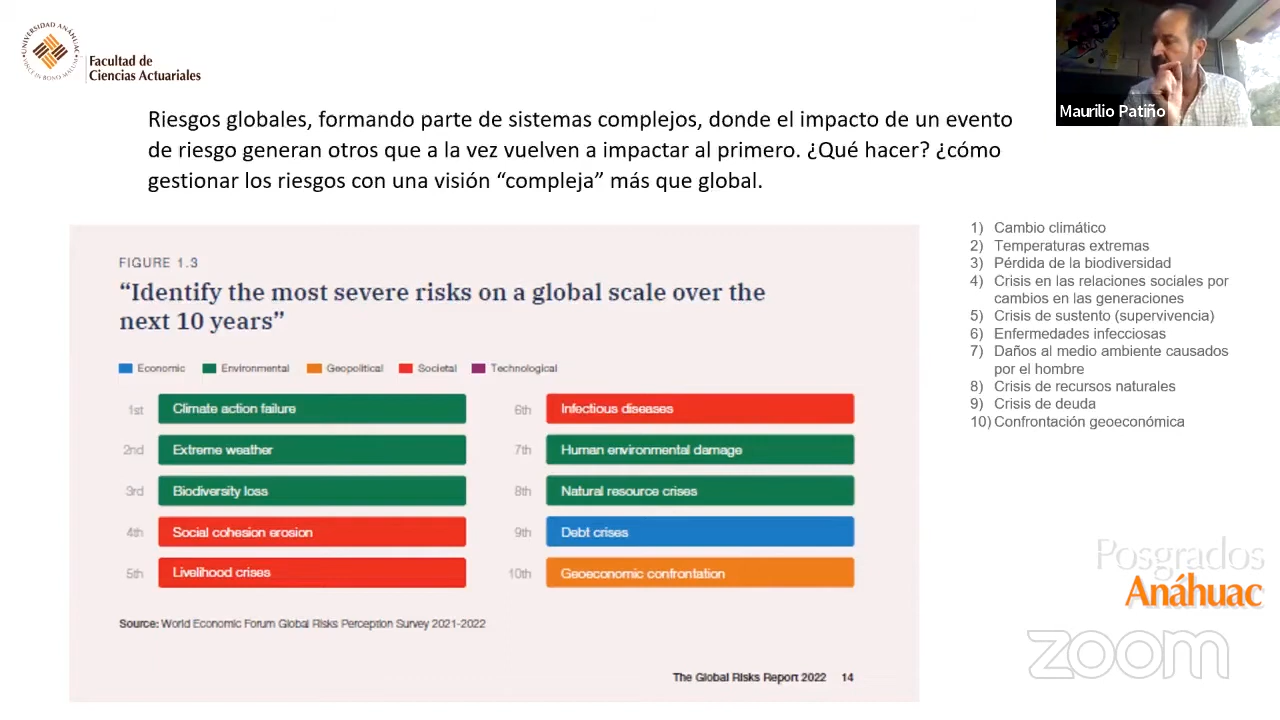 UNIVERSIDAD ANÁHUAC
VINCE IN BONO MALUM
Facultad de
Ciencias Actuariales
Maurilio Patiño
Riesgos globales, formando parte de sistemas complejos, donde el impacto de un evento
de riesgo generan otros que a la vez vuelven a impactar al primero. ¿Qué hacer? ¿cómo
gestionar los riesgos con una visión “compleja” más que global.
FIGURE 1.3
“Identify the most severe risks on a global scale over the
next 10 years”
Economic Environmental Geopolitical Societal Technological
1st Climate action failure
2nd Extreme weather
3rd Biodiversity loss
4th Social cohesion erosion
5th Livelihood crises
6th Infectious diseases
7th Human environmental damage
8th Natural resource crises
9th Debt crises
10th Geoeconomic confrontation
Source: World Economic Forum Global Risks Perception Survey 2021-2022
The Global Risks Report 2022 14
1) Cambio climático
2) Temperaturas extremas
3) Pérdida de la biodiversidad
4) Crisis en las relaciones sociales por
cambios en las generaciones
5) Crisis de sustento (supervivencia)
6) Enfermedades infecciosas
7) Daños al medio ambiente causados
por el hombre
8) Crisis de recursos naturales
9) Crisis de deuda
10) Confrontación geoeconómica
Posgrados
Anáhuac
zoom